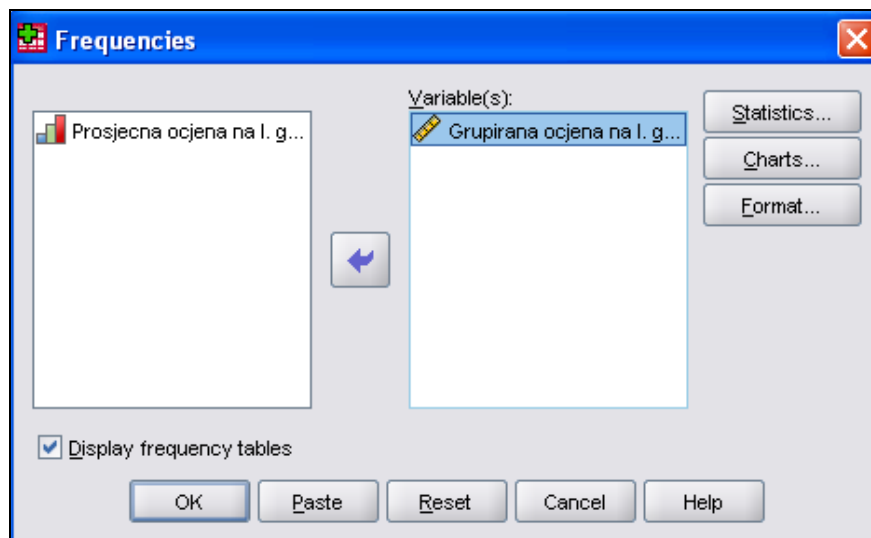 Frequencies
Variable(s):
Prosjecna ocjena na I. g...
Grupirana ocjena na I. g...
Statistics...
Charts...
Format...
Display frequency tables
OK
Paste
Reset
Cancel
Help